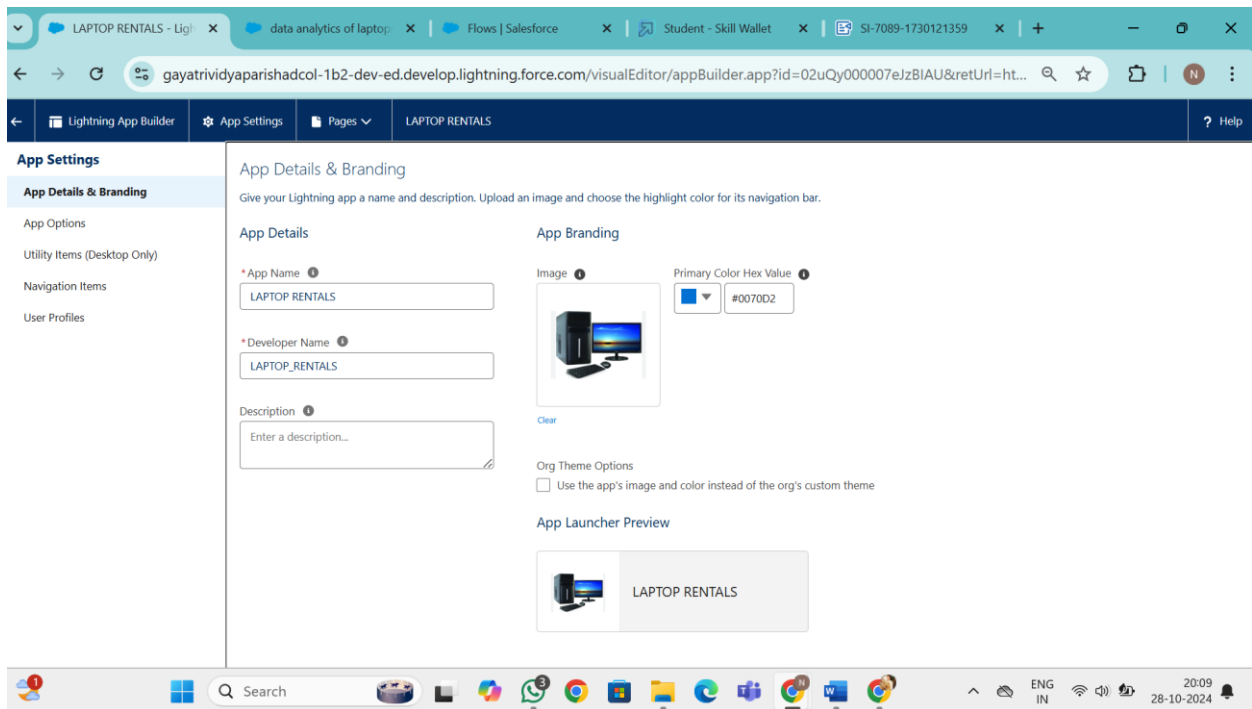 LAPTOP RENTALS - Ligh
data analytics of laptop
Flows | Salesforce
Student - Skill Wallet
SI-7089-1730121359
gayatrividyaparishadcol-1b2-dev-ed.develop.lightning.force.com/visualEditor/appBuilder.app?id=02uQy000007eJzBIAU&retUrl=ht...
N
Lightning App Builder
App Settings
Pages
LAPTOP RENTALS
? Help
App Settings
App Details & Branding
App Options
Utility Items (Desktop Only)
Navigation Items
User Profiles
App Details & Branding
Give your Lightning app a name and description. Upload an image and choose the highlight color for its navigation bar.
App Details
*App Name
LAPTOP RENTALS
*Developer Name
LAPTOP_RENTALS
Description
Enter a description...
App Branding
Image
Clear
Primary Color Hex Value
#0070D2
Org Theme Options
Use the app's image and color instead of the org's custom theme
App Launcher Preview
LAPTOP RENTALS
1
Search
3
N
ENG
IN
20:09
28-10-2024